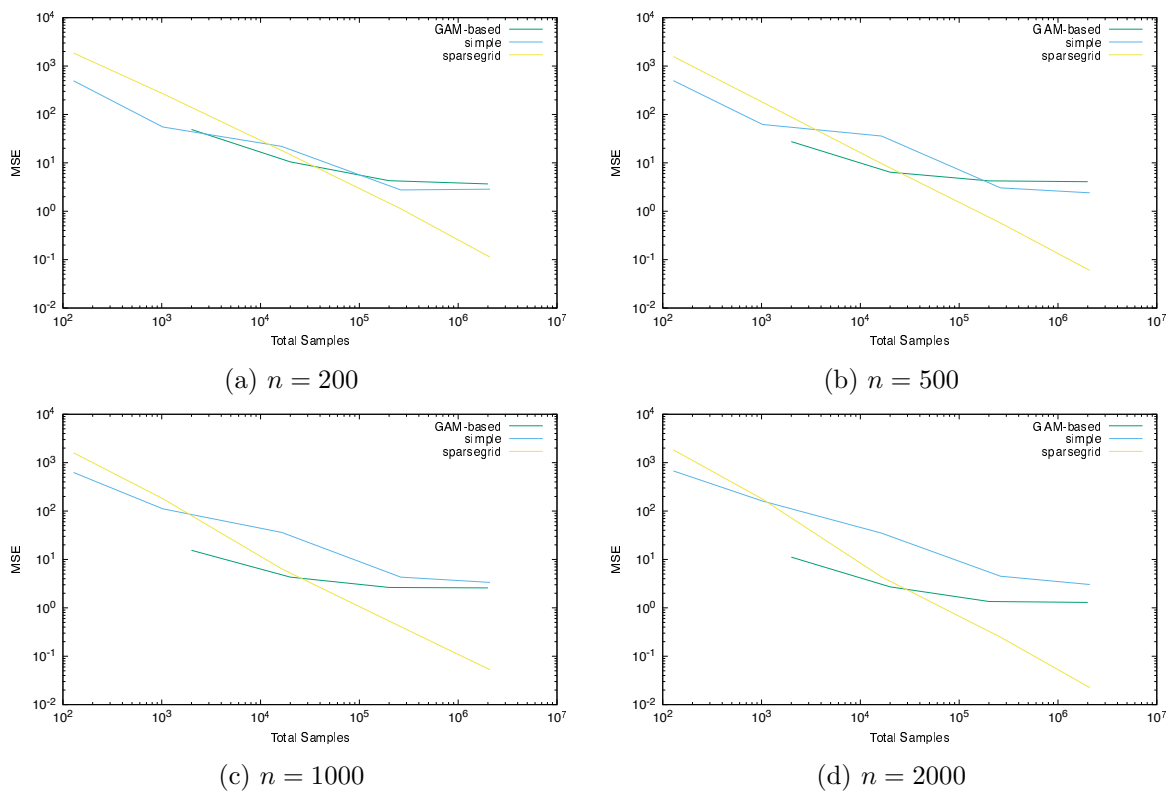 10^4
10^3
10^2
10^1
10^0
10^-1
10^-2
MSE
10^2 10^3 10^4 10^5 10^6 10^7
Total Samples
GAM-based
simple
sparsegrid
(a) n = 200
10^4
10^3
10^2
10^1
10^0
10^-1
10^-2
MSE
10^2 10^3 10^4 10^5 10^6 10^7
Total Samples
GAM-based
simple
sparsegrid
(b) n = 500
10^4
10^3
10^2
10^1
10^0
10^-1
10^-2
MSE
10^2 10^3 10^4 10^5 10^6 10^7
Total Samples
GAM-based
simple
sparsegrid
(c) n = 1000
10^4
10^3
10^2
10^1
10^0
10^-1
10^-2
MSE
10^2 10^3 10^4 10^5 10^6 10^7
Total Samples
GAM-based
simple
sparsegrid
(d) n = 2000